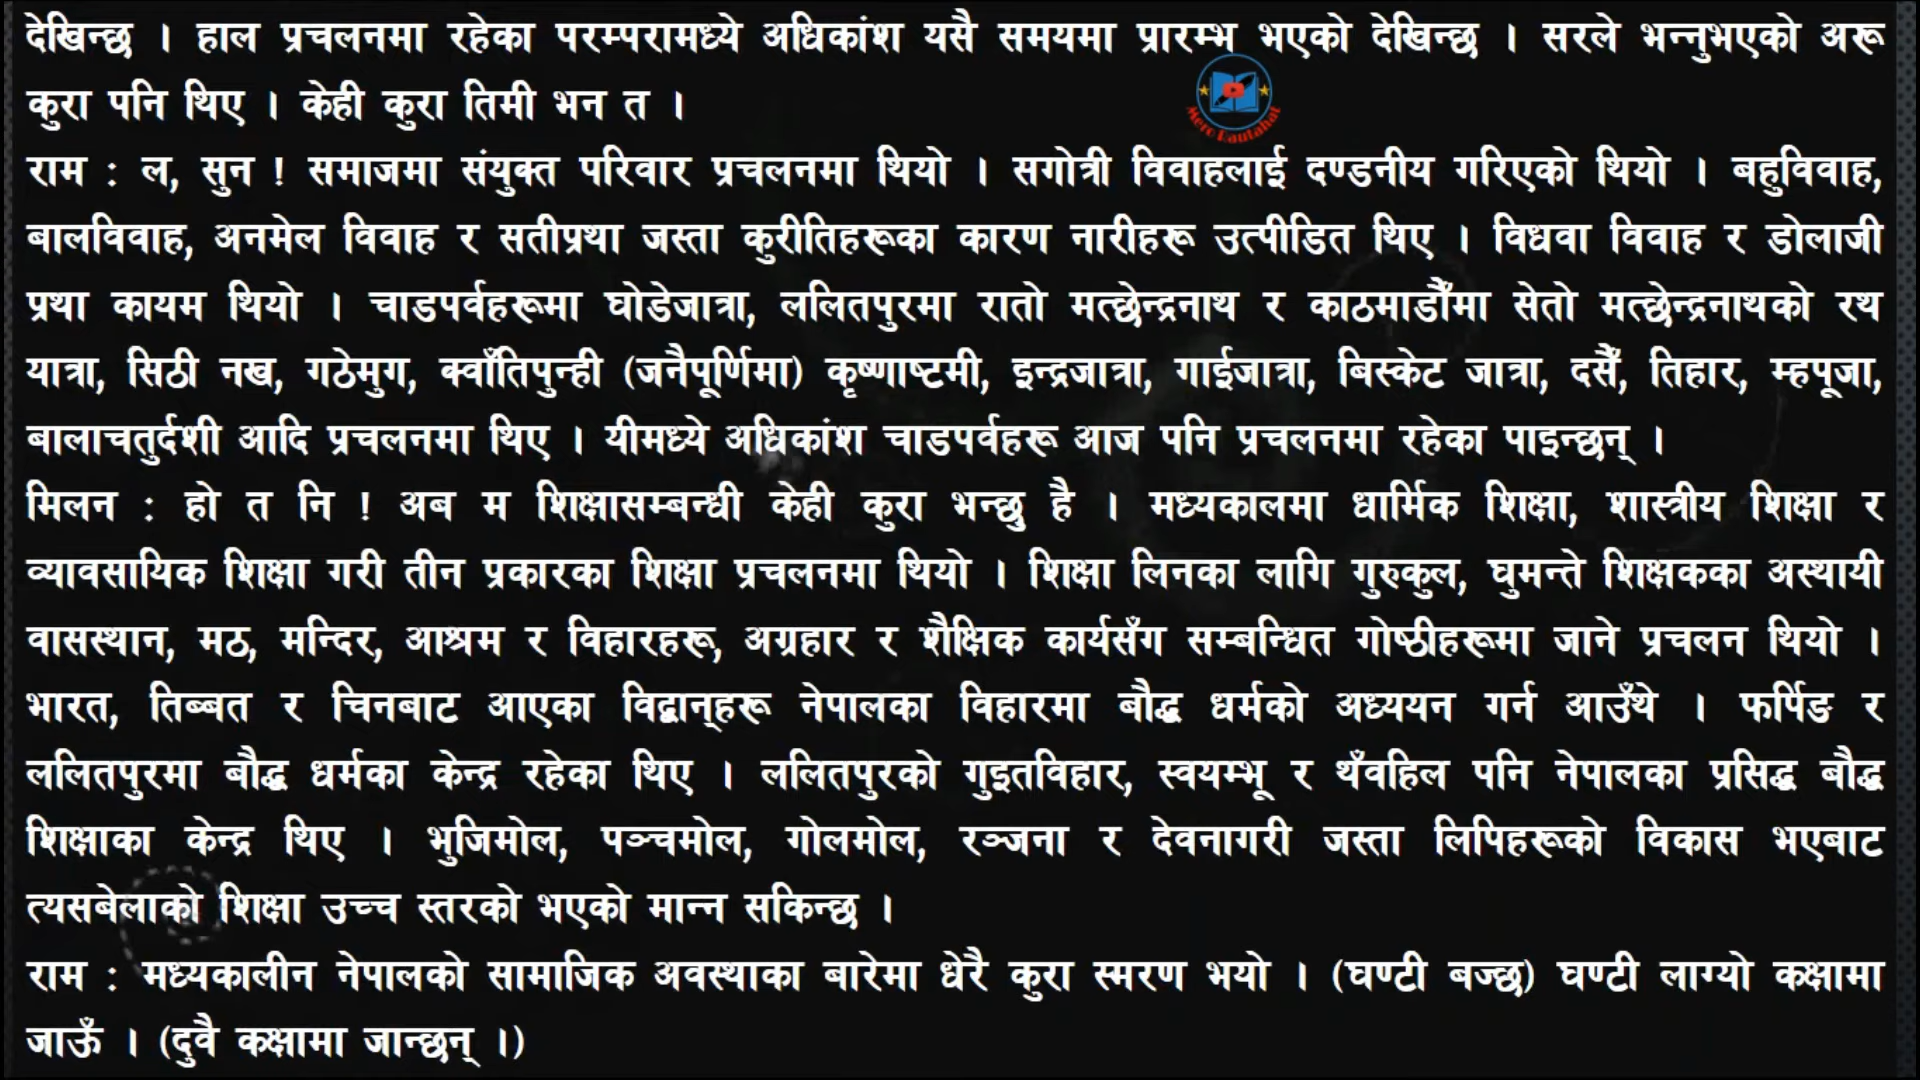 देखिन्छ । हाल प्रचलनमा रहेका परम्परामध्ये अधिकांश यसै समयमा प्रारम्भ भएको देखिन्छ । सरले भन्नुभएको अरू
कुरा पनि थिए । केही कुरा तिमी भन त ।
Mero Rautahat
राम : ल, सुन ! समाजमा संयुक्त परिवार प्रचलनमा थियो । सगोत्री विवाहलाई दण्डनीय गरिएको थियो । बहुविवाह,
बालविवाह, अनमेल विवाह र सतीप्रथा जस्ता कुरीतिहरूका कारण नारीहरू उत्पीडित थिए । विधवा विवाह र डोलाजी
प्रथा कायम थियो । चाडपर्वहरूमा घोडेजात्रा, ललितपुरमा रातो मत्छेन्द्रनाथ र काठमाडौँमा सेतो मत्छेन्द्रनाथको रथ
यात्रा, सिठी नख, गठेमुग, क्वाँतिपुन्ही (जनैपूर्णिमा) कृष्णाष्टमी, इन्द्रजात्रा, गाईजात्रा, बिस्केट जात्रा, दसैँ, तिहार, म्हपूजा,
बालाचतुर्दशी आदि प्रचलनमा थिए । यीमध्ये अधिकांश चाडपर्वहरू आज पनि प्रचलनमा रहेका पाइन्छन् ।
मिलन : हो त नि ! अब म शिक्षासम्बन्धी केही कुरा भन्छु है । मध्यकालमा धार्मिक शिक्षा, शास्त्रीय शिक्षा र
व्यावसायिक शिक्षा गरी तीन प्रकारका शिक्षा प्रचलनमा थियो । शिक्षा लिनका लागि गुरुकुल, घुमन्ते शिक्षकका अस्थायी
वासस्थान, मठ, मन्दिर, आश्रम र विहारहरू, अग्रहार र शैक्षिक कार्यसँग सम्बन्धित गोष्ठीहरूमा जाने प्रचलन थियो ।
भारत, तिब्बत र चिनबाट आएका विद्वान्हरू नेपालका विहारमा बौद्ध धर्मको अध्ययन गर्न आउँथे । फर्पिङ र
ललितपुरमा बौद्ध धर्मका केन्द्र रहेका थिए । ललितपुरको गुइतविहार, स्वयम्भू र थँवहिल पनि नेपालका प्रसिद्ध बौद्ध
शिक्षाका केन्द्र थिए । भुजिमोल, पञ्चमोल, गोलमोल, रञ्जना र देवनागरी जस्ता लिपिहरूको विकास भएबाट
त्यसबेलाको शिक्षा उच्च स्तरको भएको मान्न सकिन्छ ।
राम : मध्यकालीन नेपालको सामाजिक अवस्थाका बारेमा धेरै कुरा स्मरण भयो । (घण्टी बज्छ) घण्टी लाग्यो कक्षामा
जाऊँ । (दुवै कक्षामा जान्छन् ।)